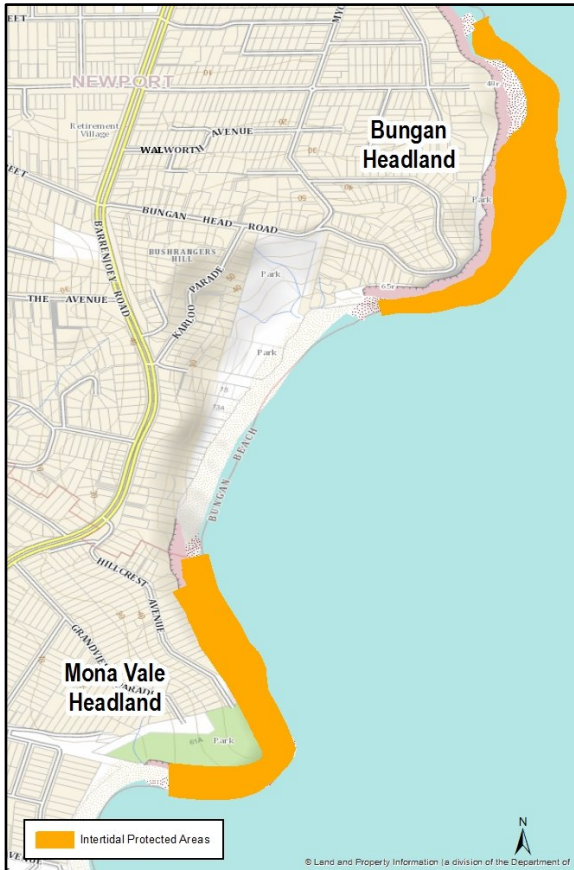 NEWPORT
Retirement
Village
WALWORTH
AVENUE
Bungan
Headland
Park
BUNGAN HEAD ROAD
BUSHRANGERS
HILL
BARRENJOEY ROAD
THE AVENUE
KARLOO PARADE
Park
Park
BUNGAN BEACH
HILLCREST AVENUE
Mona Vale
Headland
Park
Intertidal Protected Areas
N
© Land and Property Information (a division of the Department of